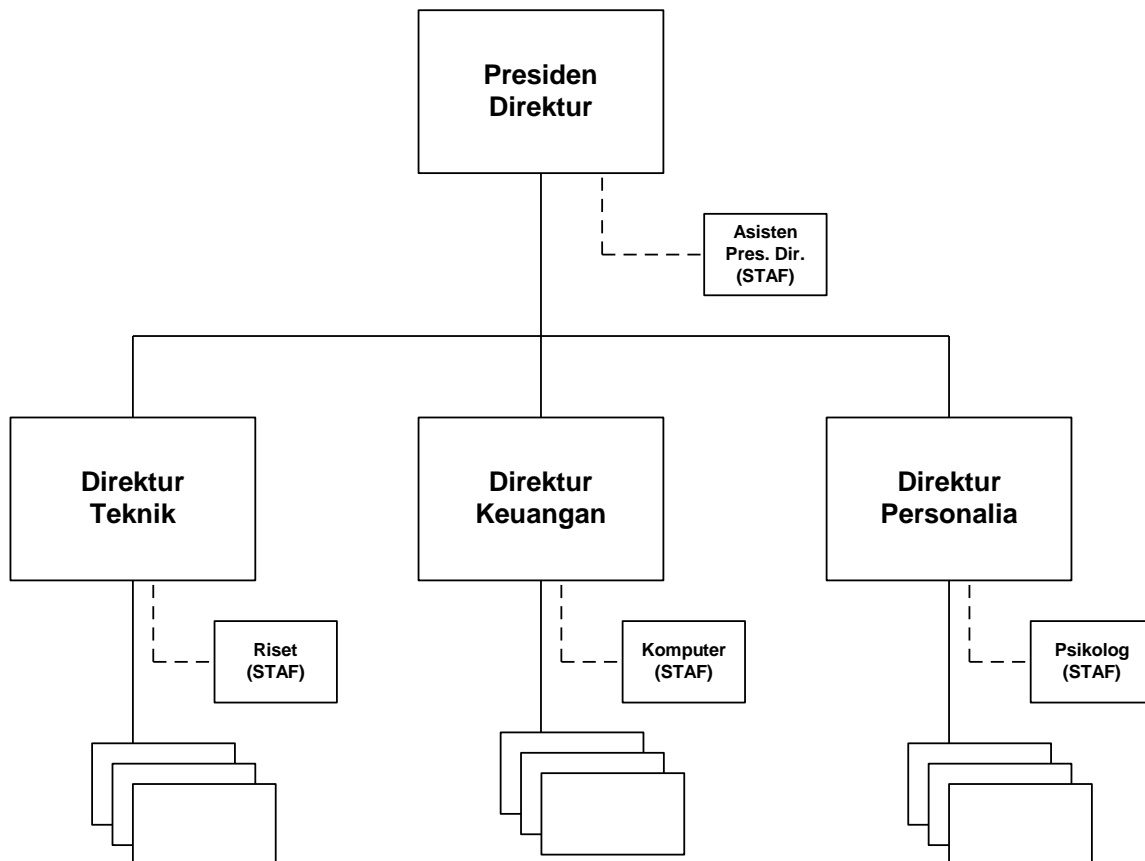 Presiden
Direktur
Asisten
Pres. Dir.
(STAF)
Direktur
Teknik
Direktur
Keuangan
Direktur
Personalia
Riset
(STAF)
Komputer
(STAF)
Psikolog
(STAF)